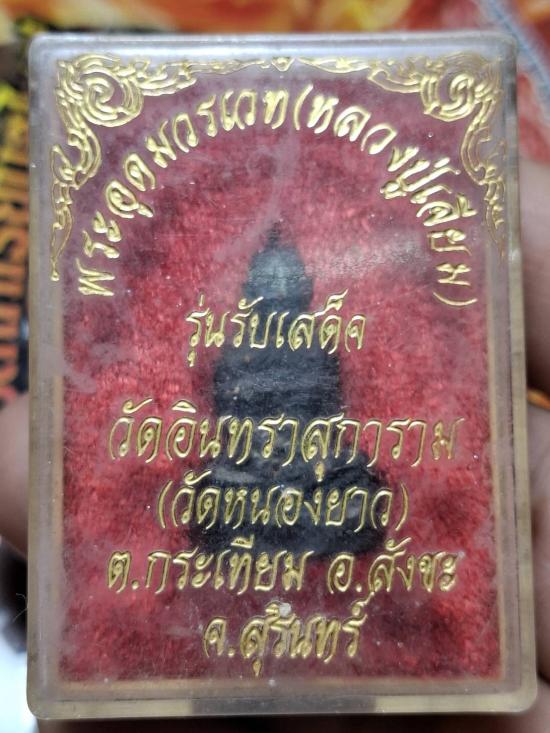 พระอุดมวรเวท(หลวงปู่เจียม)
รุ่นรับเสด็จ
วัดอินทราสุการาม
(วัดหนองยาว)
ต.กระเทียม อ.สังขะ
จ.สุรินทร์